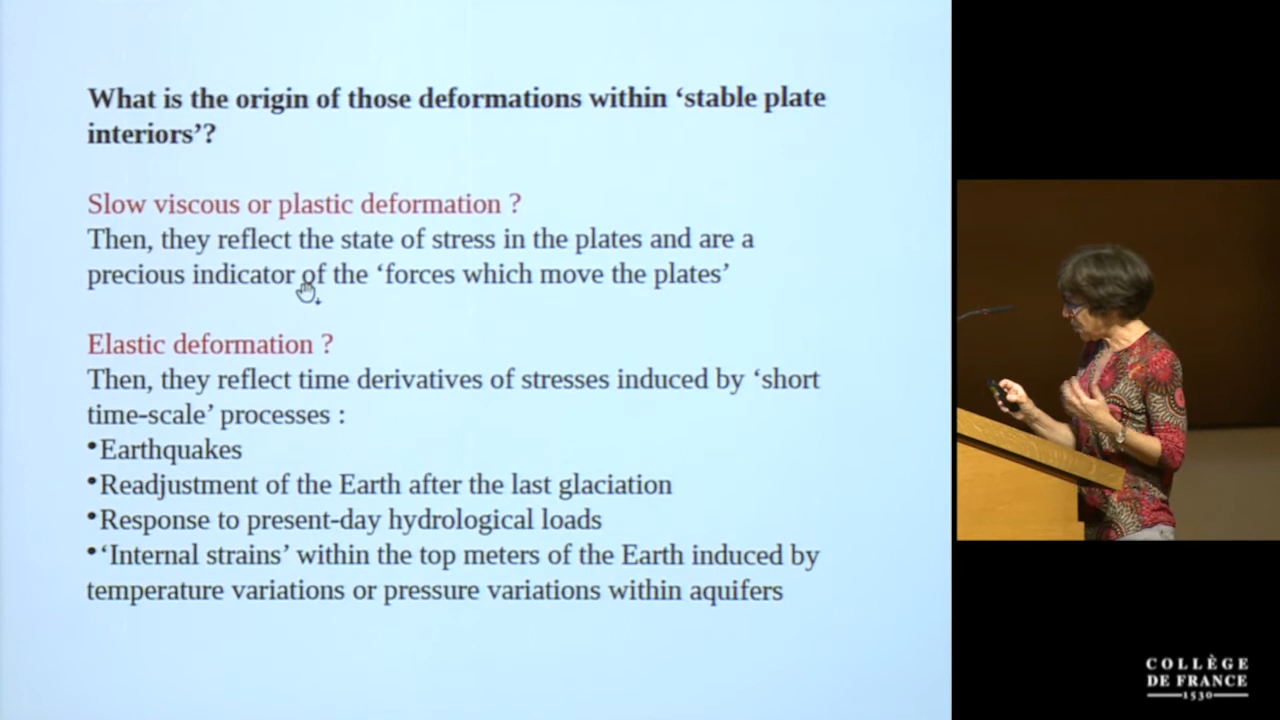 What is the origin of those deformations within ‘stable plate
interiors’?
Slow viscous or plastic deformation ?
Then, they reflect the state of stress in the plates and are a
precious indicator of the ‘forces which move the plates’
Elastic deformation ?
Then, they reflect time derivatives of stresses induced by ‘short
time-scale’ processes :
•Earthquakes
•Readjustment of the Earth after the last glaciation
•Response to present-day hydrological loads
•‘Internal strains’ within the top meters of the Earth induced by
temperature variations or pressure variations within aquifers
COLLÈGE
DE FRANCE
1530